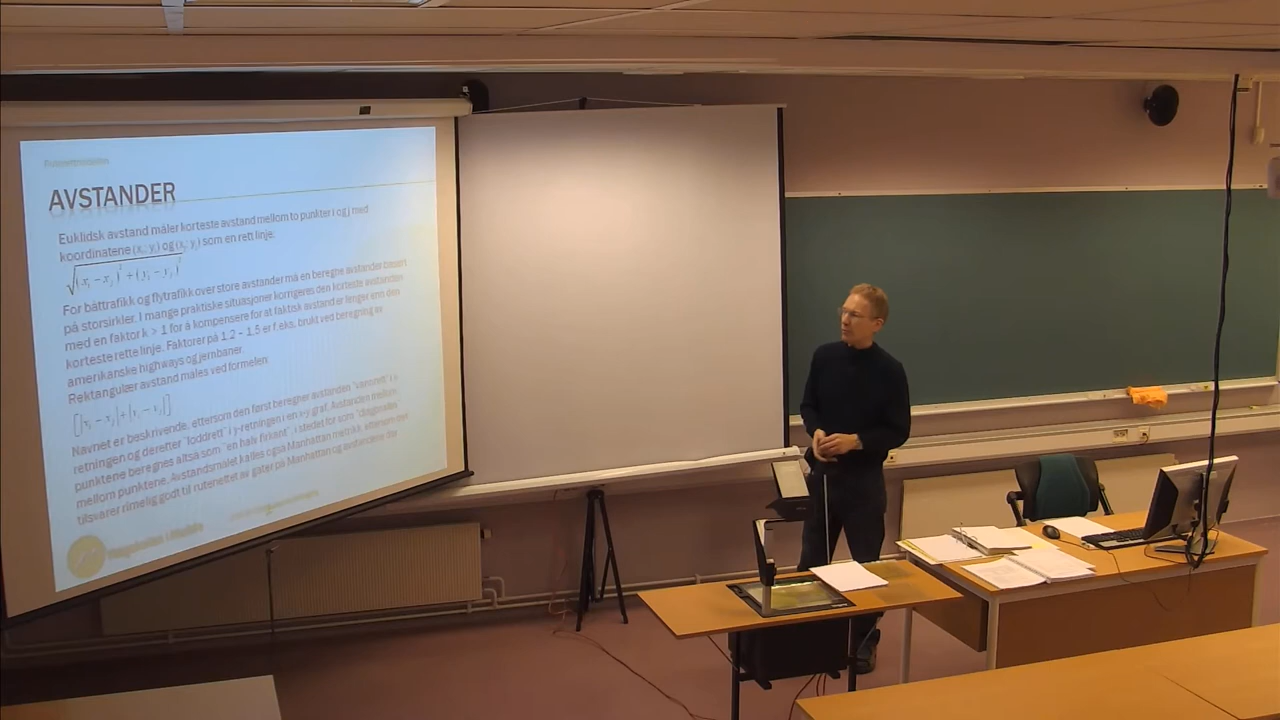 AVSTANDER
Euklidsk avstand måler korteste avstand mellom to punkter i og j med
koordinatene (xᵢ, yᵢ) og (xⱼ, yⱼ) som en rett linje:
√(xᵢ − xⱼ)² + (yᵢ − yⱼ)²
For båttrafikk og flytrafikk over store avstander må en beregne avstander basert
på storsirkler. I mange praktiske situasjoner korrigeres den korteste avstanden
med en faktor k > 1 for å kompensere for at faktisk avstand er lenger enn den
korteste rette linje. Faktorer på 1,2 – 1,5 er f.eks. brukt ved beregning av
amerikanske highways og jernbaner.
Rektangulær avstand måles ved formelen:
Navnet er beskrivende, ettersom den først beregner avstanden "vannrett" i x-
retningen og deretter "loddrett" i y-retningen i en x-y graf. Avstanden mellom
punktene beregnes altså som "en halv firkant", i stedet for som "diagonalen"
mellom punktene. Avstandsmålet kalles også Manhattan metrikk, ettersom det
tilsvarer rimelig godt til rutenettet av gater på Manhattan og avstandene